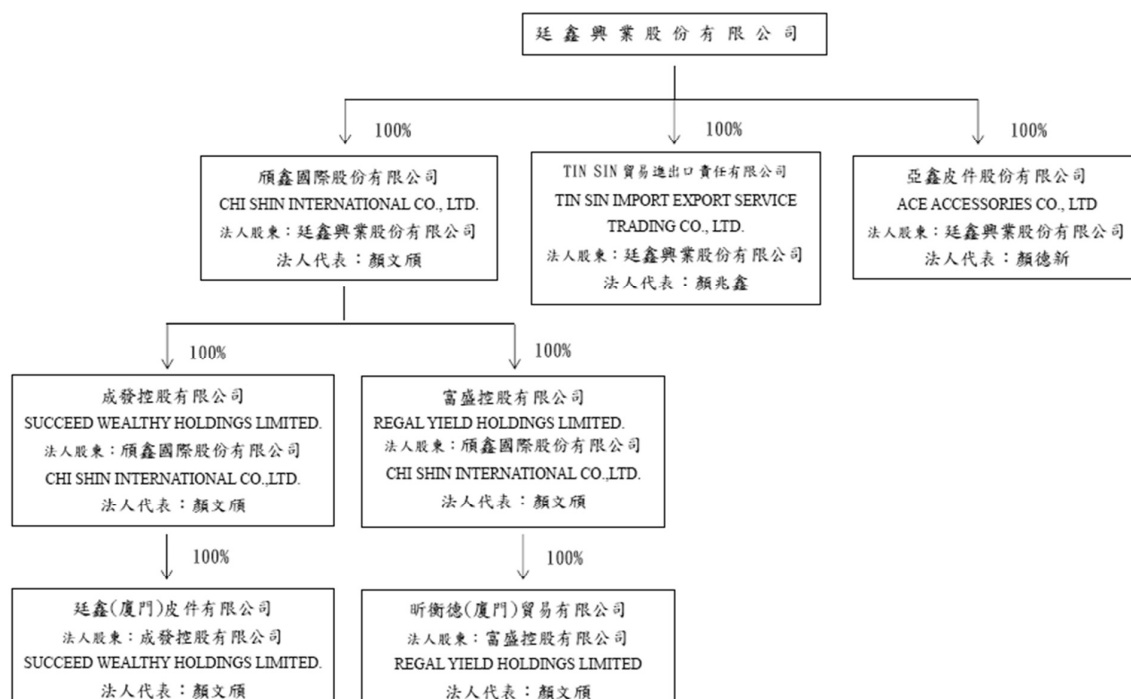 廷鑫興業股份有限公司
100%
100%
100%
頎鑫國際股份有限公司
CHI SHIN INTERNATIONAL CO., LTD.
法人股東：廷鑫興業股份有限公司
法人代表：顏文頎
TIN SIN 貿易進出口責任有限公司
TIN SIN IMPORT EXPORT SERVICE
TRADING CO., LTD.
法人股東：廷鑫興業股份有限公司
法人代表：顏兆鑫
亞鑫皮件股份有限公司
ACE ACCESSORIES CO., LTD
法人股東：廷鑫興業股份有限公司
法人代表：顏德新
100%
100%
成發控股有限公司
SUCCEED WEALTHY HOLDINGS LIMITED.
法人股東：頎鑫國際股份有限公司
CHI SHIN INTERNATIONAL CO.,LTD.
法人代表：顏文頎
富盛控股有限公司
REGAL YIELD HOLDINGS LIMITED.
法人股東：頎鑫國際股份有限公司
CHI SHIN INTERNATIONAL CO.,LTD.
法人代表：顏文頎
100%
100%
廷鑫(廈門)皮件有限公司
法人股東：成發控股有限公司
SUCCEED WEALTHY HOLDINGS LIMITED.
法人代表：顏文頎
昕衡德(廈門)貿易有限公司
法人股東：富盛控股有限公司
REGAL YIELD HOLDINGS LIMITED
法人代表：顏文頎